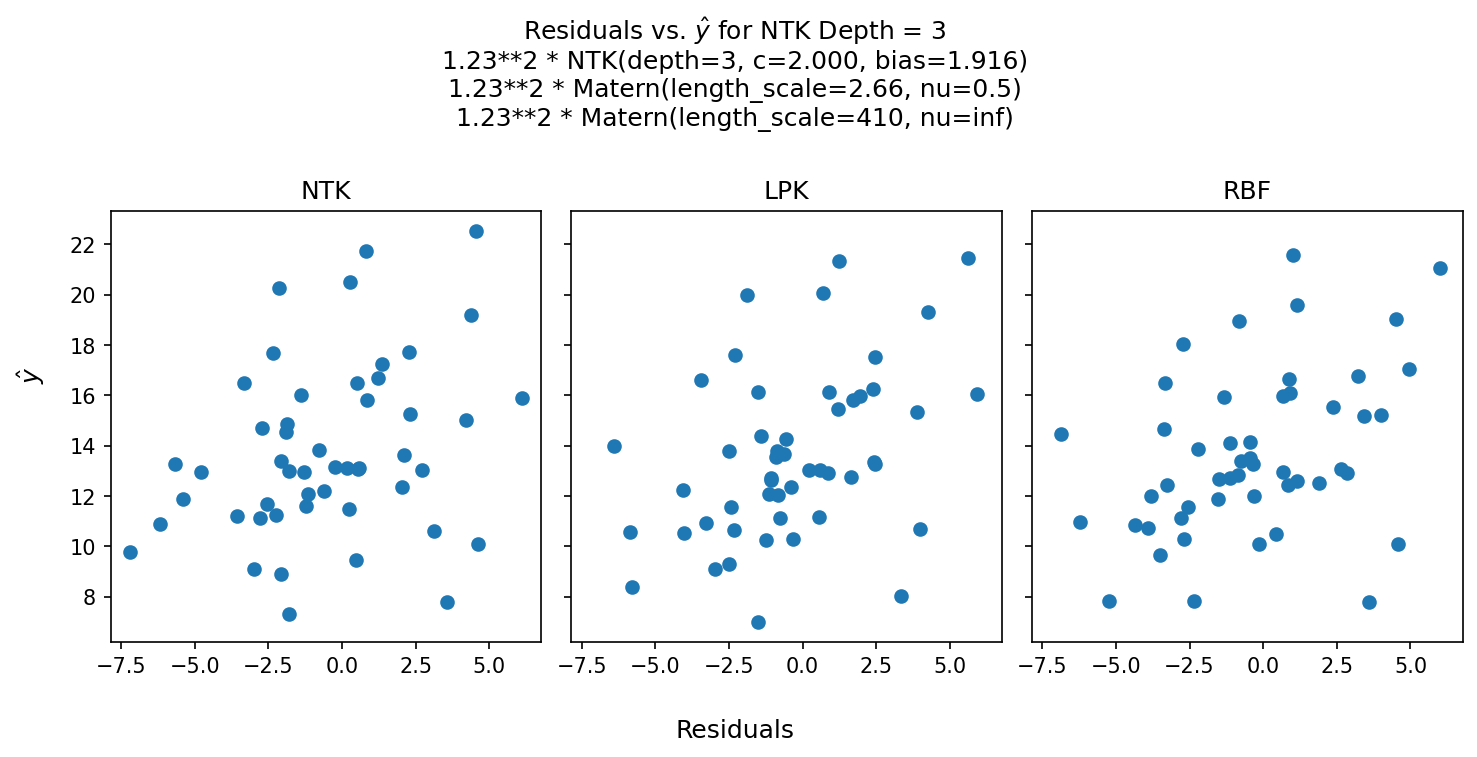 Residuals vs. ŷ for NTK Depth = 3
1.23**2 * NTK(depth=3, c=2.000, bias=1.916)
1.23**2 * Matern(length_scale=2.66, nu=0.5)
1.23**2 * Matern(length_scale=410, nu=inf)
NTK LPK RBF
22
20
18
16
14
12
10
8
ŷ
−7.5 −5.0 −2.5 0.0 2.5 5.0 −7.5 −5.0 −2.5 0.0 2.5 5.0 −7.5 −5.0 −2.5 0.0 2.5 5.0
Residuals